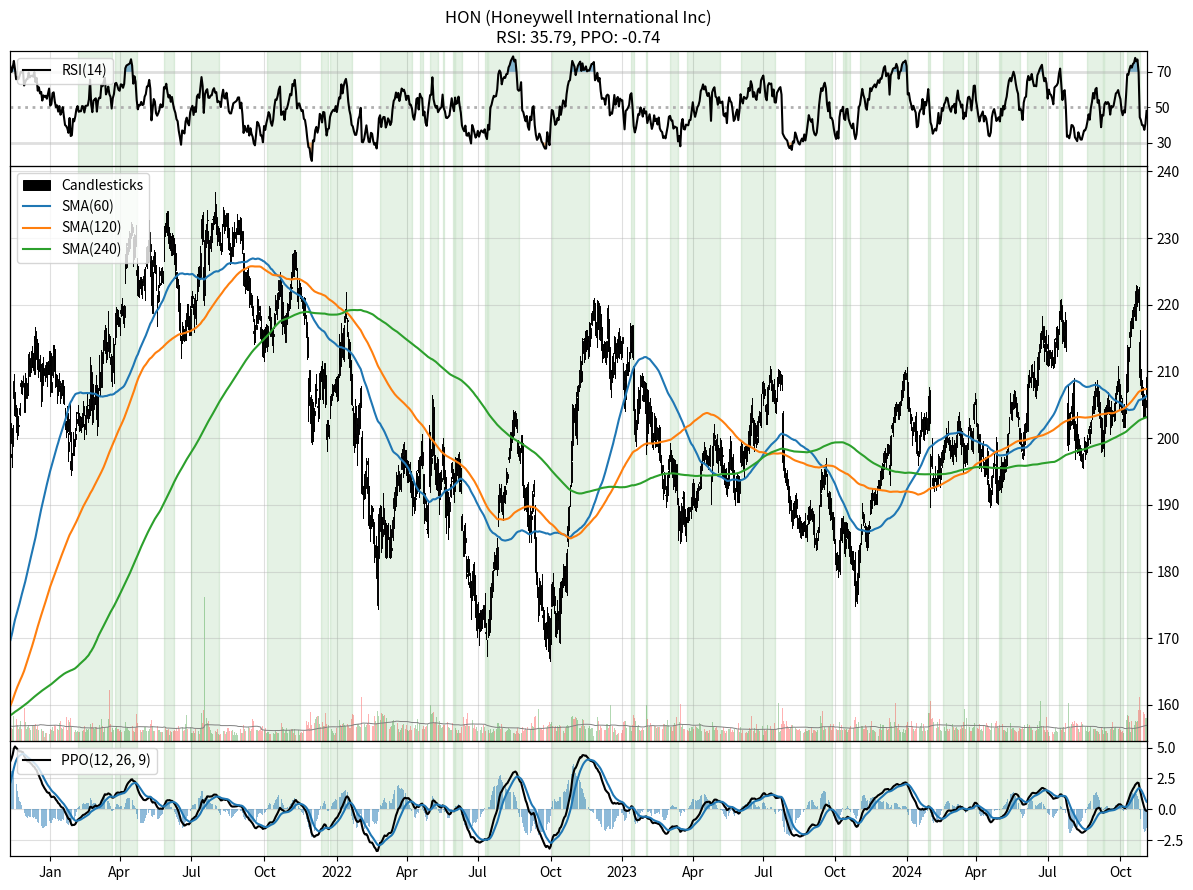 HON (Honeywell International Inc)
RSI: 35.79, PPO: -0.74
RSI(14)
70
50
30
Candlesticks
SMA(60)
SMA(120)
SMA(240)
240
230
220
210
200
190
180
170
160
PPO(12, 26, 9)
5.0
2.5
0.0
−2.5
Jan Apr Jul Oct 2022 Apr Jul Oct 2023 Apr Jul Oct 2024 Apr Jul Oct